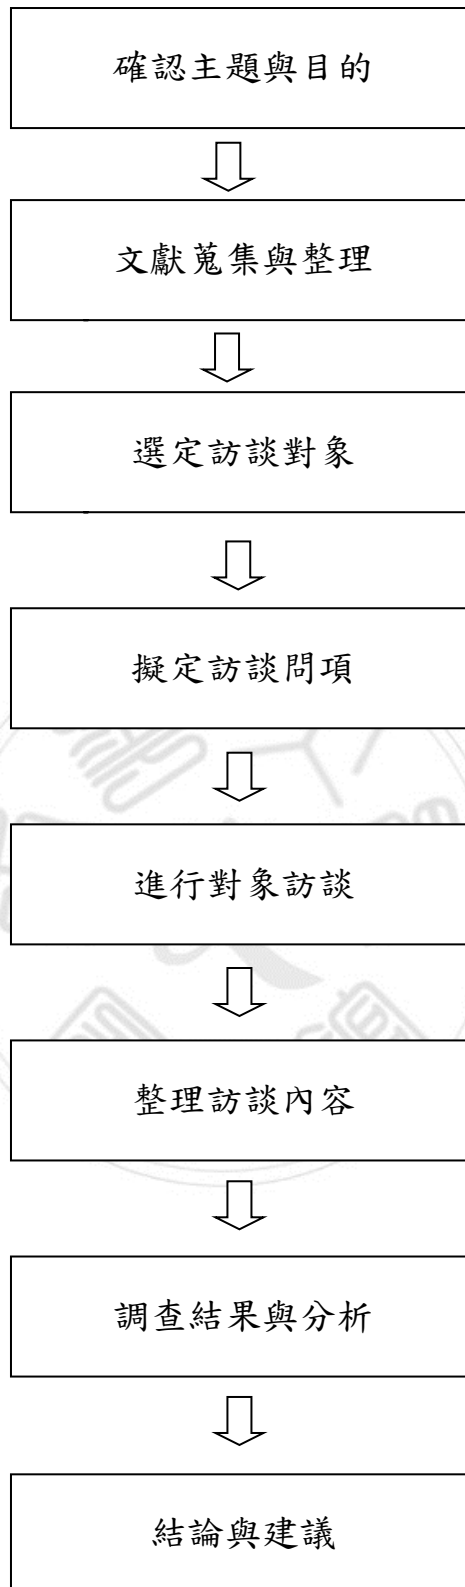 確認主題與目的
文獻蒐集與整理
選定訪談對象
擬定訪談問項
進行對象訪談
整理訪談內容
調查結果與分析
結論與建議